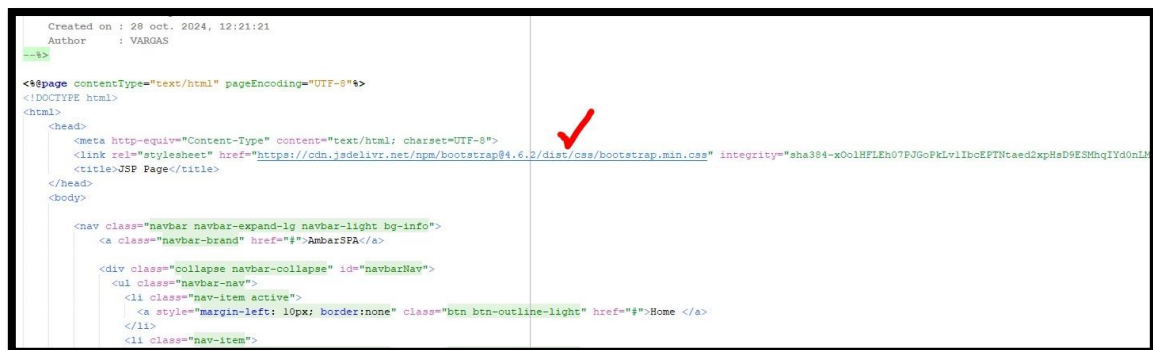 Created on : 28 oct. 2024, 12:21:21
Author : VARGAS
--%>
<%@page contentType="text/html" pageEncoding="UTF-8"%>
<!DOCTYPE html>
<html>
<head>
<meta http-equiv="Content-Type" content="text/html; charset=UTF-8">
<link rel="stylesheet" href="https://cdn.jsdelivr.net/npm/bootstrap@4.6.2/dist/css/bootstrap.min.css" integrity="sha384-xOolHFLEh07PJGoPkLv1IbcEPTNtaed2xpHsD9ESMhqIYd0nLM
<title>JSP Page</title>
</head>
<body>
<nav class="navbar navbar-expand-lg navbar-light bg-info">
<a class="navbar-brand" href="#">AmbarSPA</a>
<div class="collapse navbar-collapse" id="navbarNav">
<ul class="navbar-nav">
<li class="nav-item active">
<a style="margin-left: 10px; border:none" class="btn btn-outline-light" href="#">Home </a>
</li>
<li class="nav-item">